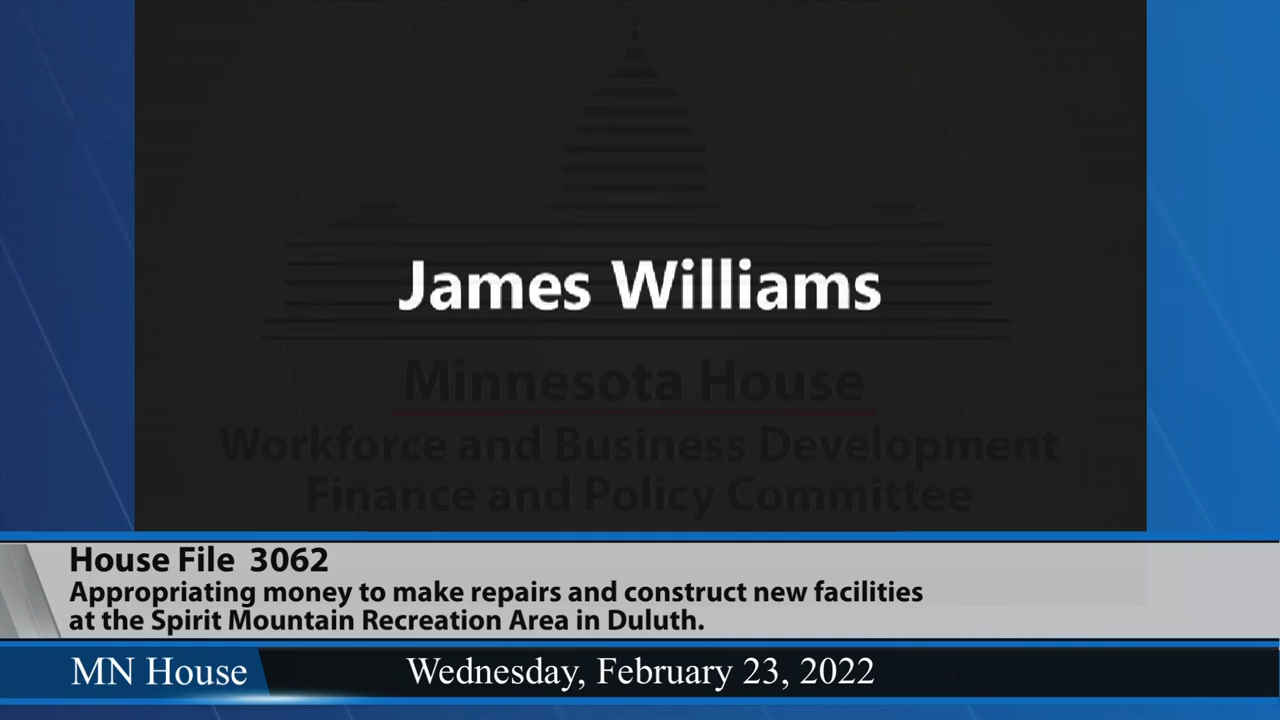 James Williams
Minnesota House
Workforce and Business Development
Finance and Policy Committee
House File 3062
Appropriating money to make repairs and construct new facilities
at the Spirit Mountain Recreation Area in Duluth.
MN House
Wednesday, February 23, 2022